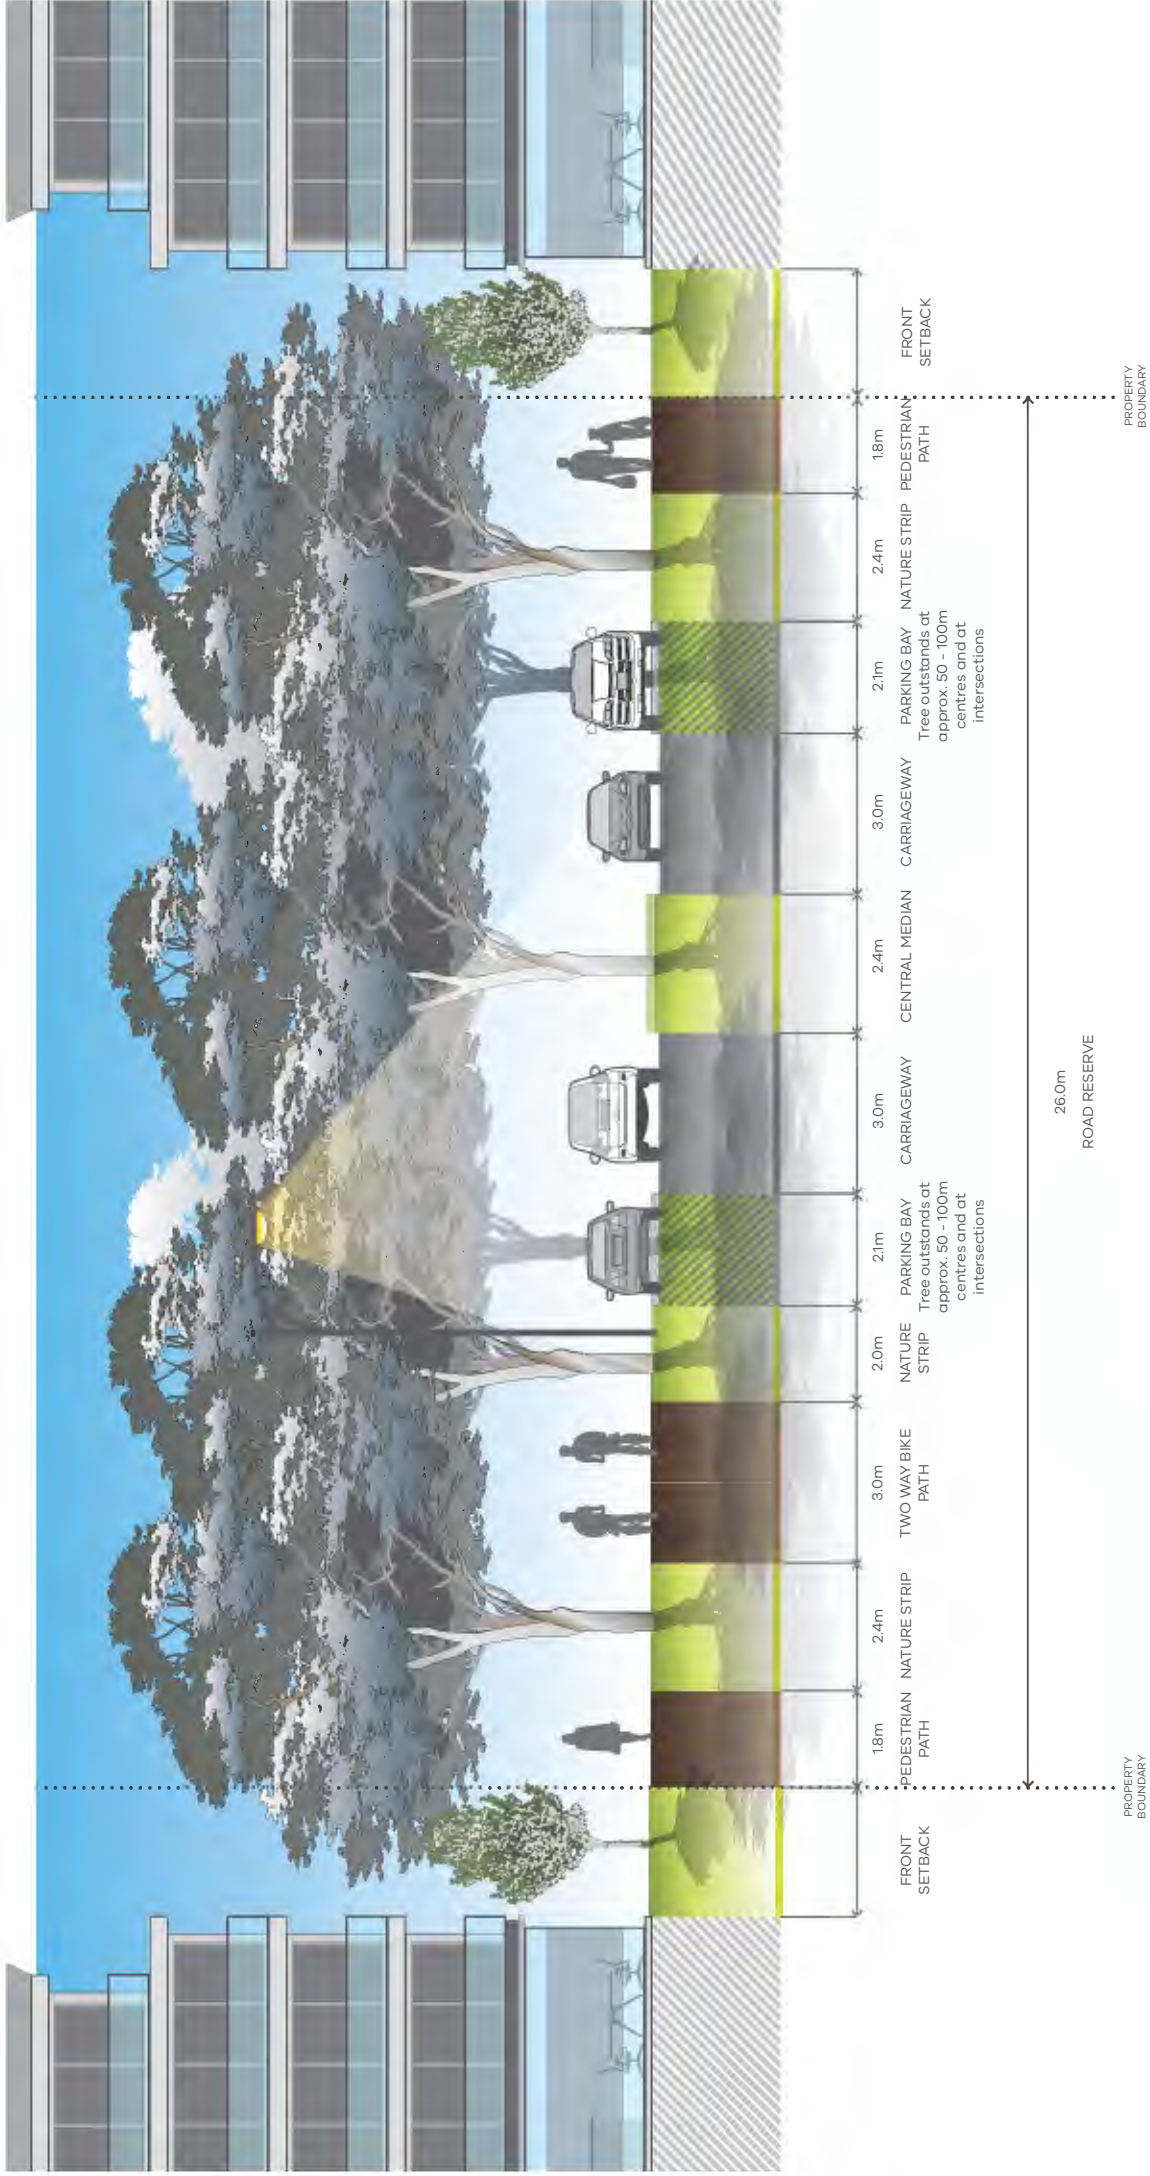 1.8m
2.4m
3.0m
2.0m
2.1m
3.0m
2.4m
3.0m
2.1m
2.4m
1.8m
FRONT
SETBACK
PEDESTRIAN
PATH
NATURE STRIP
TWO WAY BIKE
PATH
NATURE
STRIP
PARKING BAY
Tree outstands at
approx. 50 - 100m
centres and at
intersections
CARRIAGEWAY
CENTRAL MEDIAN
CARRIAGEWAY
PARKING BAY
Tree outstands at
approx. 50 - 100m
centres and at
intersections
NATURE STRIP
PEDESTRIAN
PATH
FRONT
SETBACK
26.0m
ROAD RESERVE
PROPERTY
BOUNDARY
PROPERTY
BOUNDARY